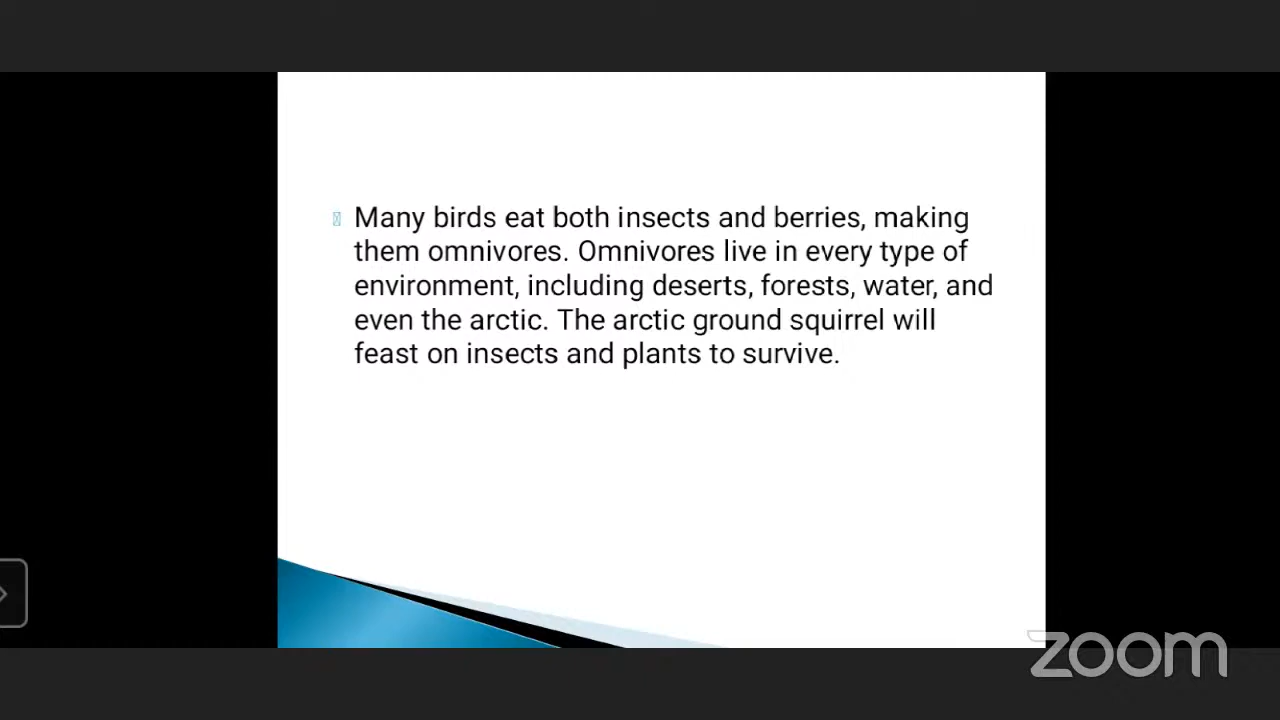 Many birds eat both insects and berries, making
them omnivores. Omnivores live in every type of
environment, including deserts, forests, water, and
even the arctic. The arctic ground squirrel will
feast on insects and plants to survive.
zoom